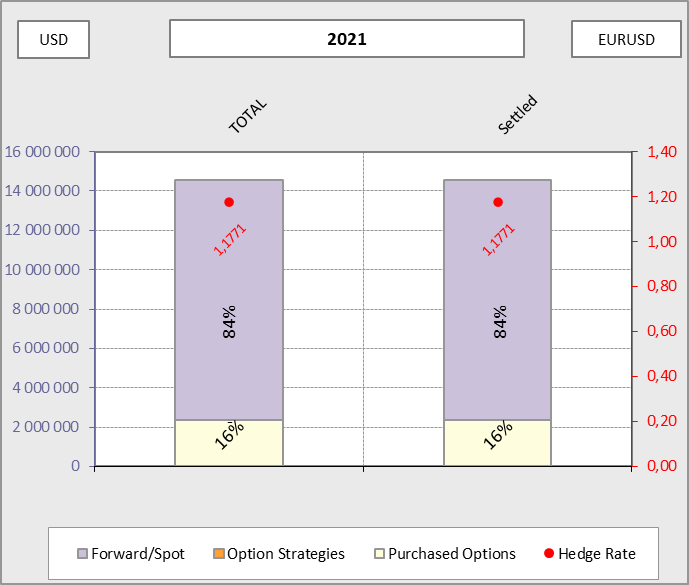 USD
2021
EURUSD
TOTAL
Settled
16 000 000
14 000 000
12 000 000
10 000 000
8 000 000
6 000 000
4 000 000
2 000 000
0
1,1771
84%
16%
1,1771
84%
16%
1,40
1,20
1,00
0,80
0,60
0,40
0,20
0,00
Forward/Spot
Option Strategies
Purchased Options
Hedge Rate